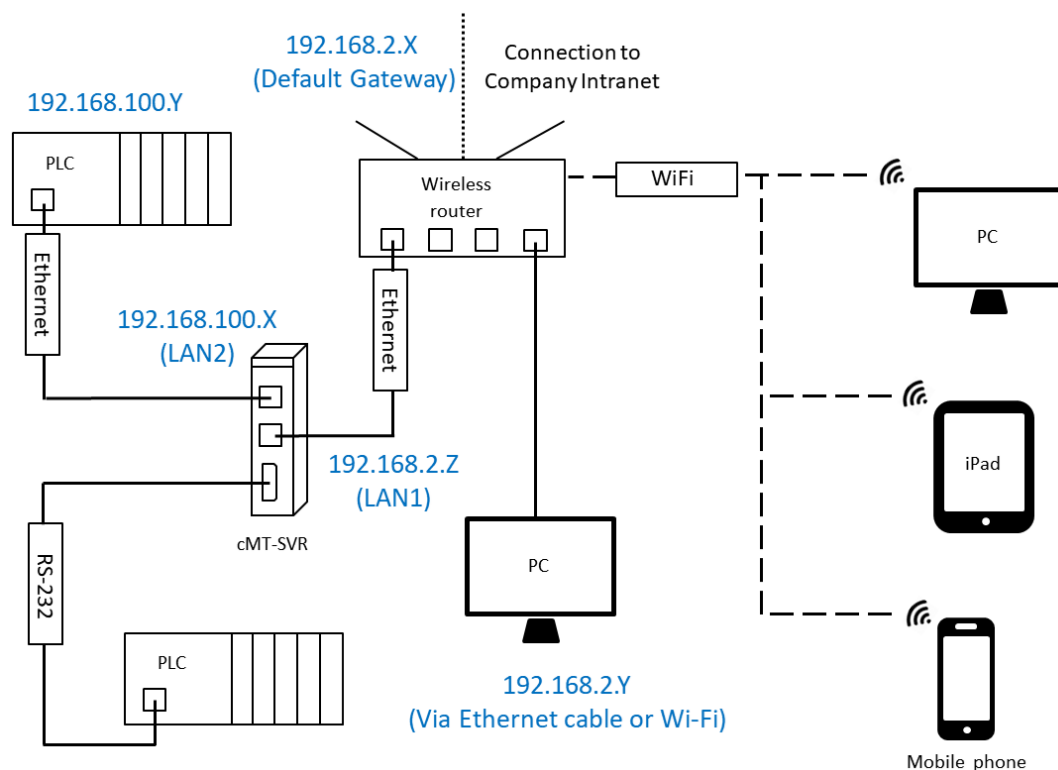 192.168.2.X
(Default Gateway)
Connection to
Company Intranet
192.168.100.Y
PLC
Wireless
router
WiFi
PC
Ethernet
Ethernet
192.168.100.X
(LAN2)
192.168.2.Z
(LAN1)
iPad
cMT-SVR
PC
RS-232
PLC
192.168.2.Y
(Via Ethernet cable or Wi-Fi)
Mobile phone